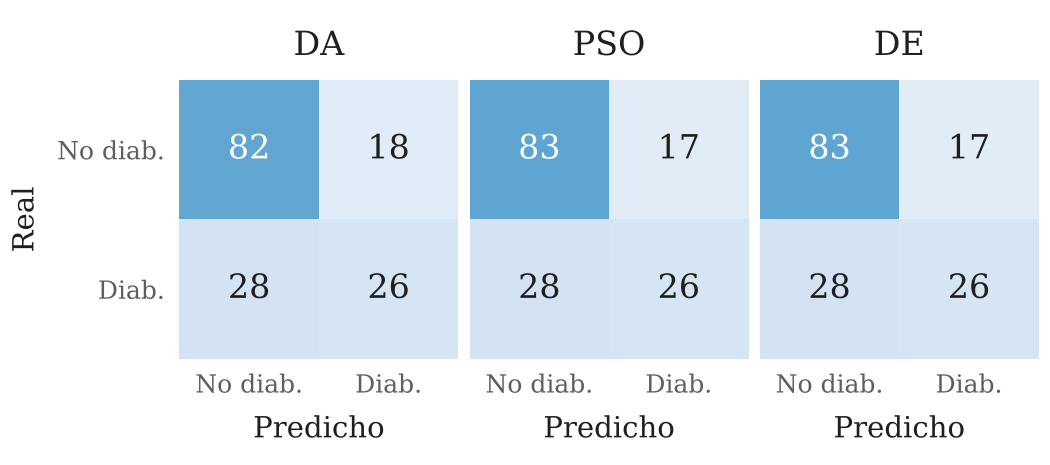 DA PSO DE
No diab. 82 18 83 17 83 17
Real
Diab. 28 26 28 26 28 26
No diab. Diab. No diab. Diab. No diab. Diab.
Predicho Predicho Predicho